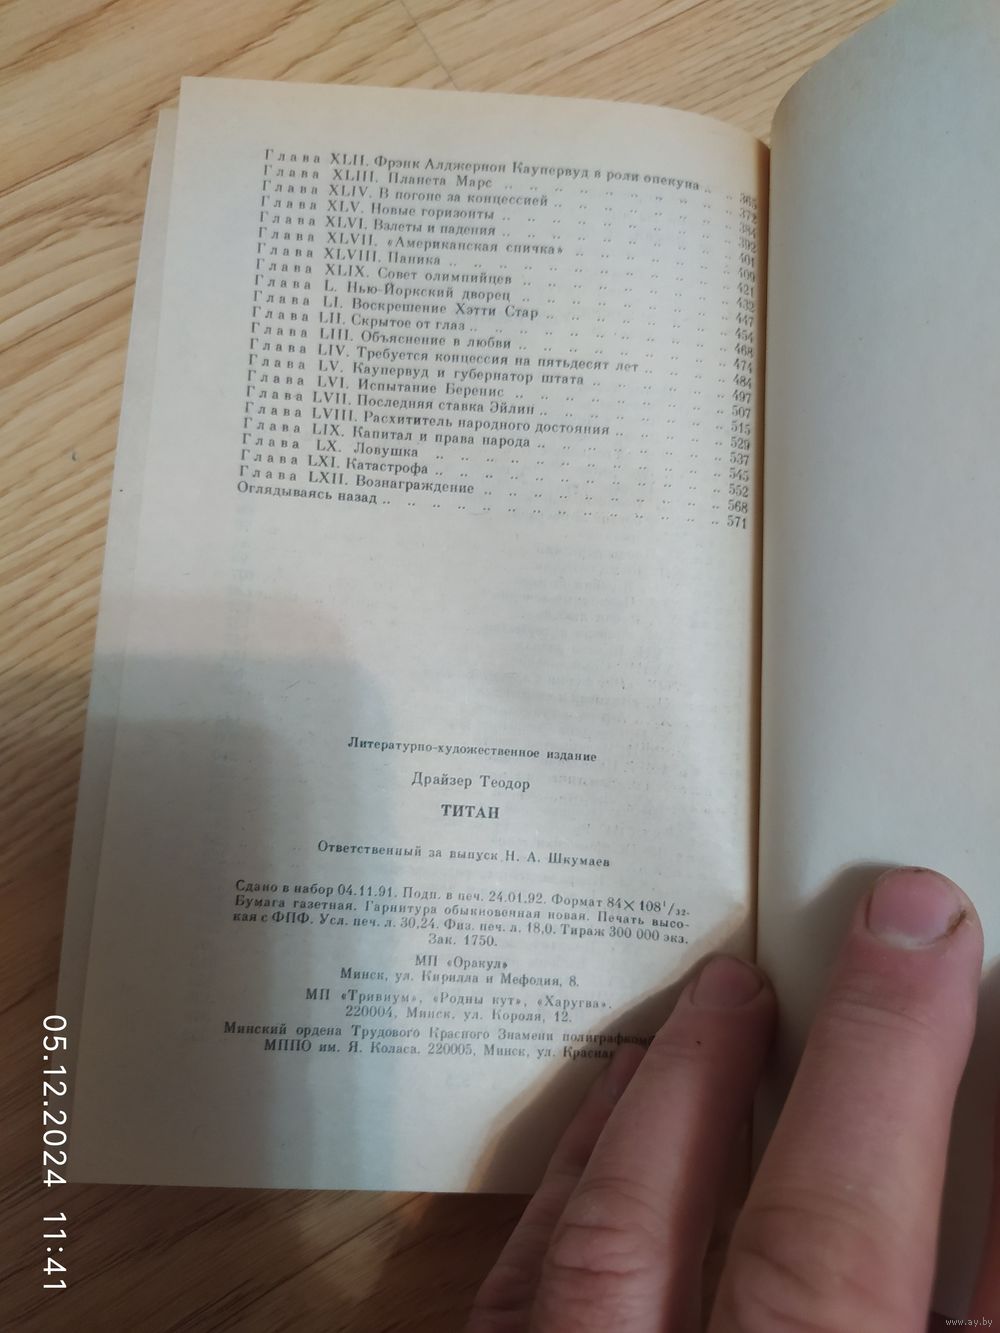 Глава XLII. Фрэнк Алджернон Каупервуд в роли опекуна .. .. 365
Глава XLIII. Планета Марс .. .. .. .. .. .. .. .. .. 372
Глава XLIV. В погоне за концессией .. .. .. .. .. .. .. 384
Глава XLV. Новые горизонты .. .. .. .. .. .. .. .. .. 392
Глава XLVI. Взлеты и падения .. .. .. .. .. .. .. .. .. 401
Глава XLVII. «Американская спичка» .. .. .. .. .. .. .. 409
Глава XLVIII. Паника .. .. .. .. .. .. .. .. .. .. .. 421
Глава XLIX. Совет олимпийцев .. .. .. .. .. .. .. .. .. 432
Глава L. Нью-Йоркский дворец .. .. .. .. .. .. .. .. .. 447
Глава LI. Воскрешение Хэтти Стар .. .. .. .. .. .. .. .. 454
Глава LII. Скрытое от глаз .. .. .. .. .. .. .. .. .. .. 468
Глава LIII. Объяснение в любви .. .. .. .. .. .. .. .. .. 474
Глава LIV. Требуется концессия на пятьдесят лет .. .. .. .. 484
Глава LV. Каупервуд и губернатор штата .. .. .. .. .. .. 497
Глава LVI. Испытание Беренис .. .. .. .. .. .. .. .. .. 507
Глава LVII. Последняя ставка Эйлин .. .. .. .. .. .. .. .. 515
Глава LVIII. Расхититель народного достояния .. .. .. .. .. 529
Глава LIX. Капитал и права народа .. .. .. .. .. .. .. .. 537
Глава LX. Ловушка .. .. .. .. .. .. .. .. .. .. .. .. 545
Глава LXI. Катастрофа .. .. .. .. .. .. .. .. .. .. .. 552
Глава LXII. Вознаграждение .. .. .. .. .. .. .. .. .. .. 568
Оглядываясь назад .. .. .. .. .. .. .. .. .. .. .. .. .. .. 571
Литературно-художественное издание
Драйзер Теодор
ТИТАН
Ответственный за выпуск Н. А. Шкумаев
Сдано в набор 04.11.91. Подп. в печ. 24.01.92. Формат 84×108¹/₃₂.
Бумага газетная. Гарнитура обыкновенная новая. Печать высо-
кая с ФПФ. Усл. печ. л. 30,24. Физ. печ. л. 18,0. Тираж 300 000 экз.
Зак. 1750.
МП «Оракул»
Минск, ул. Кирилла и Мефодия, 8.
МП «Тривиум», «Родны кут», «Харугва».
220004, Минск, ул. Короля, 12.
Минский ордена Трудового Красного Знамени полиграфкомб
МППО им. Я. Коласа. 220005, Минск, ул. Красная
05.12.2024 11:41
www.ay.by